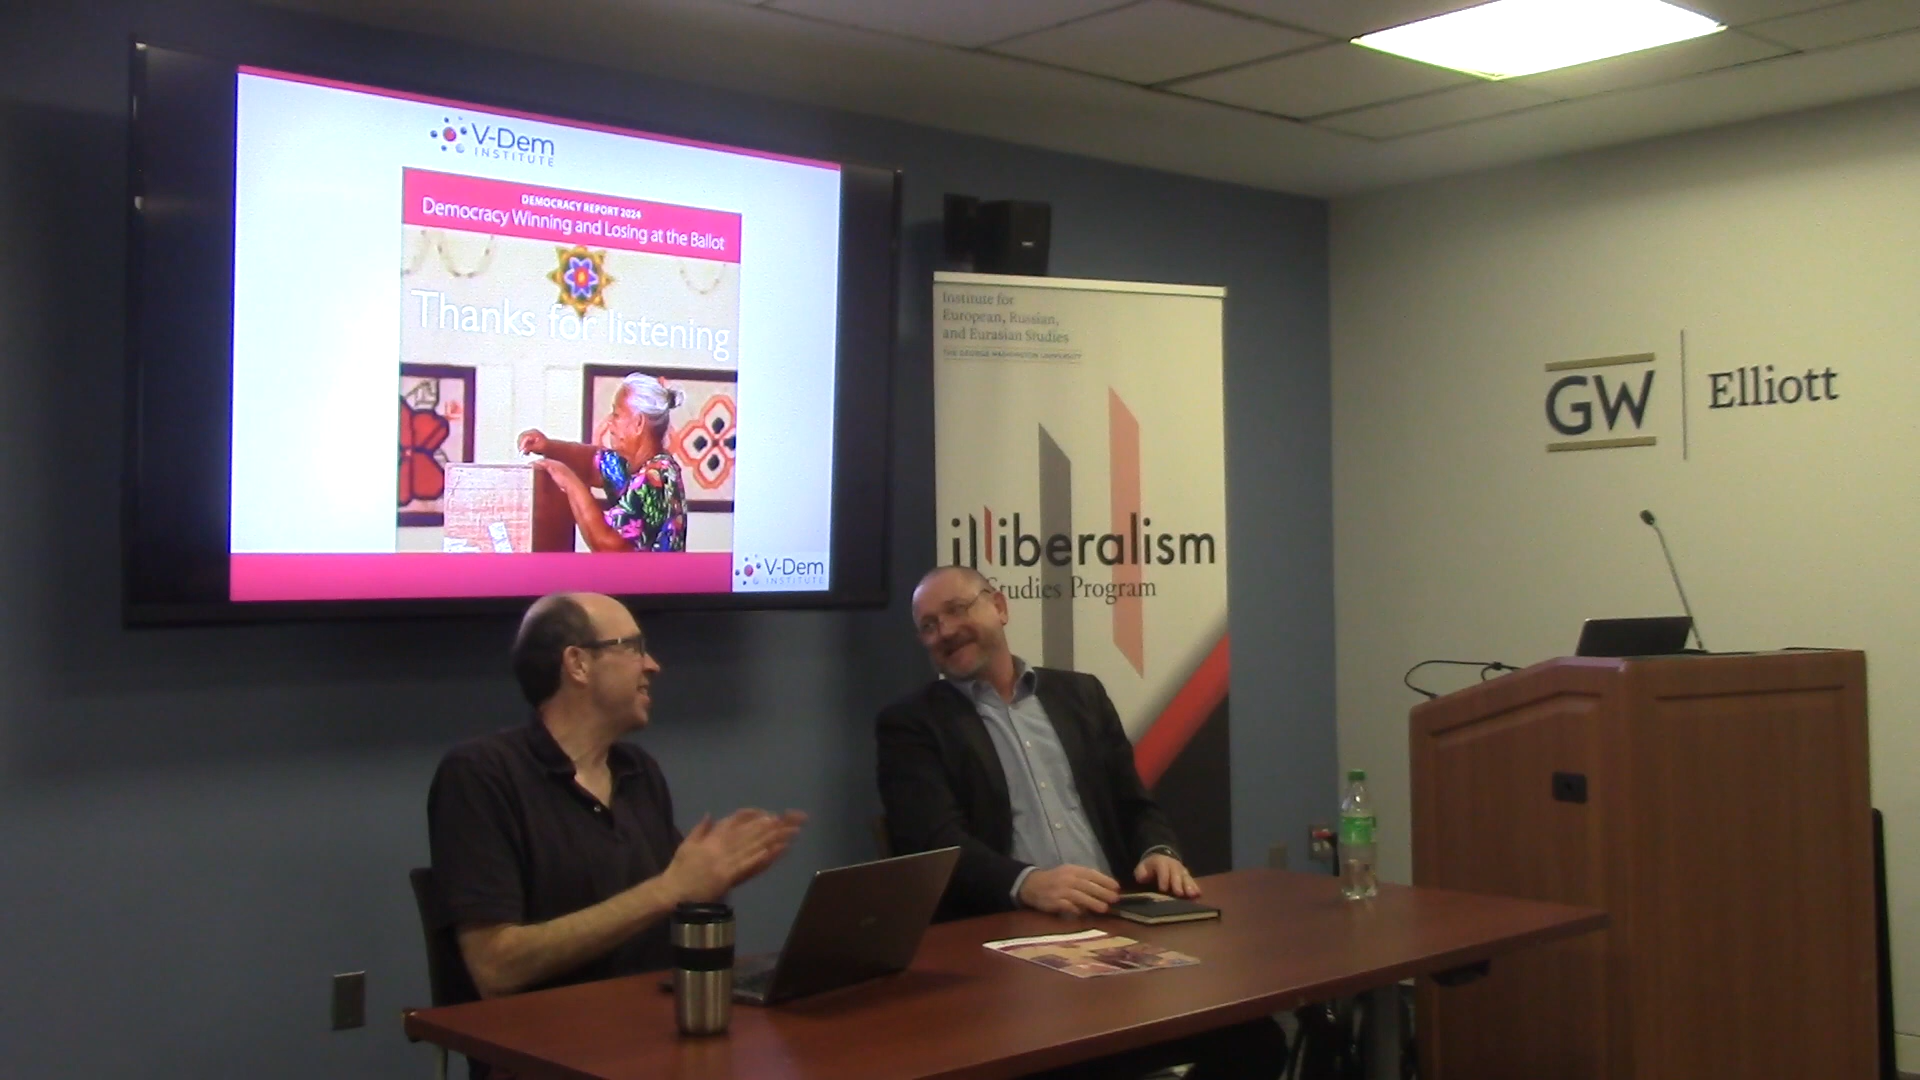 V-Dem
INSTITUTE
DEMOCRACY REPORT 2024
Democracy Winning and Losing at the Ballot
Thanks for listening
V-Dem
INSTITUTE
Institute for
European, Russian,
and Eurasian Studies
THE GEORGE WASHINGTON UNIVERSITY
illiberalism
Studies Program
GW
Elliott